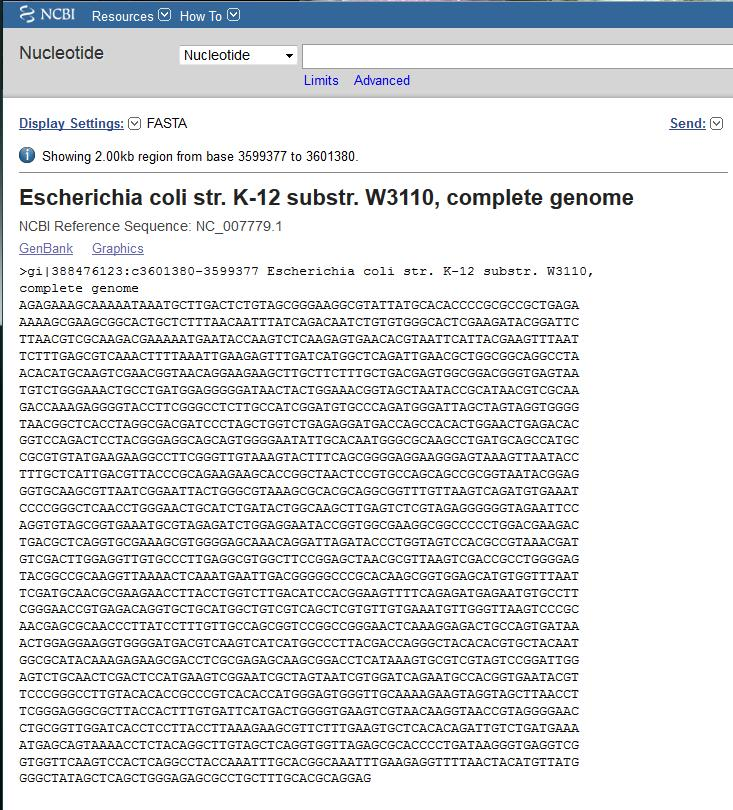 NCBI Resources How To
Nucleotide
Nucleotide
Limits Advanced
Display Settings: FASTA Send:
Showing 2.00kb region from base 3599377 to 3601380.
Escherichia coli str. K-12 substr. W3110, complete genome
NCBI Reference Sequence: NC_007779.1
GenBank Graphics
>gi|388476123:c3601380-3599377 Escherichia coli str. K-12 substr. W3110,
complete genome
AGAGAAAGCAAAAATAAATGCTTGACTCTGTAGCGGGAAGGCGTATTATGCACACCCCGCGCCGCTGAGA
AAAAGCGAAGCGGCACTGCTCTTTAACAATTTATCAGACAATCTGTGTGGGCACTCGAAGATACGGATTC
TTAACGTCGCAAGACGAAAAATGAATACCAAGTCTCAAGAGTGAACACGTAATTCATTACGAAGTTTAAT
TCTTTGAGCGTCAAACTTTTAAATTGAAGAGTTTGATCATGGCTCAGATTGAACGCTGGCGGCAGGCCTA
ACACATGCAAGTCGAACGGTAACAGGAAGAAGCTTGCTTCTTTGCTGACGAGTGGCGGACGGGTGAGTAA
TGTCTGGGAAACTGCCTGATGGAGGGGGATAACTACTGGAAACGGTAGCTAATACCGCATAACGTCGCAA
GACCAAAGAGGGGTACCTTCGGGCCTCTTGCCATCGGATGTGCCCAGATGGGATTAGCTAGTAGGTGGGG
TAACGGCTCACCTAGGCGACGATCCCTAGCTGGTCTGAGAGGATGACCAGCCACACTGGAACTGAGACAC
GGTCCAGACTCCTACGGGAGGCAGCAGTGGGGAATATTGCACAATGGGCGCAAGCCTGATGCAGCCATGC
CGCGTGTATGAAGAAGGCCTTCGGGTTGTAAAGTACTTTCAGCGGGGAGGAAGGGAGTAAAGTTAATACC
TTTGCTCATTGACGTTACCCGCAGAAGAAGCACCGGCTAACTCCGTGCCAGCAGCCGCGGTAATACGGAG
GGTGCAAGCGTTAATCGGAATTACTGGGCGTAAAGCGCACGCAGGCGGTTTGTTAAGTCAGATGTGAAAT
CCCCGGGCTCAACCTGGGAACTGCATCTGATACTGGCAAGCTTGAGTCTCGTAGAGGGGGGTAGAATTCC
AGGTGTAGCGGTGAAATGCGTAGAGATCTGGAGGAATACCGGTGGCGAAGGCGGCCCCCTGGACGAAGAC
TGACGCTCAGGTGCGAAAGCGTGGGGAGCAAACAGGATTAGATACCCTGGTAGTCCACGCCGTAAACGAT
GTCGACTTGGAGGTTGTGCCCTTGAGGCGTGGCTTCCGGAGCTAACGCGTTAAGTCGACCGCCTGGGGAG
TACGGCCGCAAGGTTAAAACTCAAATGAATTGACGGGGGCCCGCACAAGCGGTGGAGCATGTGGTTTAAT
TCGATGCAACGCGAAGAACCTTACCTGGTCTTGACATCCACGGAAGTTTTCAGAGATGAGAATGTGCCTT
CGGGAACCGTGAGACAGGTGCTGCATGGCTGTCGTCAGCTCGTGTTGTGAAATGTTGGGTTAAGTCCCGC
AACGAGCGCAACCCTTATCCTTTGTTGCCAGCGGTCCGGCCGGGAACTCAAAGGAGACTGCCAGTGATAA
ACTGGAGGAAGGTGGGGATGACGTCAAGTCATCATGGCCCTTACGACCAGGGCTACACACGTGCTACAAT
GGCGCATACAAAGAGAAGCGACCTCGCGAGAGCAAGCGGACCTCATAAAGTGCGTCGTAGTCCGGATTGG
AGTCTGCAACTCGACTCCATGAAGTCGGAATCGCTAGTAATCGTGGATCAGAATGCCACGGTGAATACGT
TCCCGGGCCTTGTACACACCGCCCGTCACACCATGGGAGTGGGTTGCAAAAGAAGTAGGTAGCTTAACCT
TCGGGAGGGCGCTTACCACTTTGTGATTCATGACTGGGGTGAAGTCGTAACAAGGTAACCGTAGGGGAAC
CTGCGGTTGGATCACCTCCTTACCTTAAAGAAGCGTTCTTTGAAGTGCTCACACAGATTGTCTGATGAAA
ATGAGCAGTAAAACCTCTACAGGCTTGTAGCTCAGGTGGTTAGAGCGCACCCCTGATAAGGGTGAGGTCG
GTGGTTCAAGTCCACTCAGGCCTACCAAATTTGCACGGCAAATTTGAAGAGGTTTTAACTACATGTTATG
GGGCTATAGCTCAGCTGGGAGAGCGCCTGCTTTGCACGCAGGAG